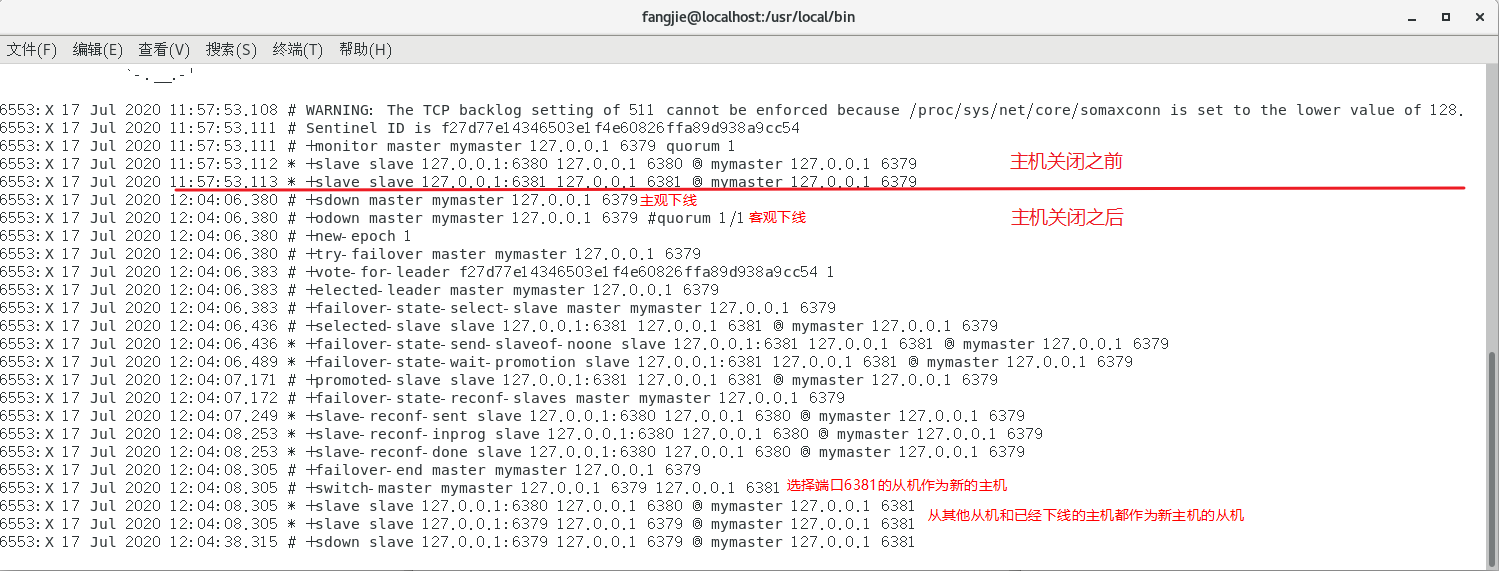 fangjie@localhost:/usr/local/bin
文件(F) 编辑(E) 查看(V) 搜索(S) 终端(T) 帮助(H)
`-.__.-'
6553:X 17 Jul 2020 11:57:53.108 # WARNING: The TCP backlog setting of 511 cannot be enforced because /proc/sys/net/core/somaxconn is set to the lower value of 128.
6553:X 17 Jul 2020 11:57:53.111 # Sentinel ID is f27d77e14346503e1f4e60826ffa89d938a9cc54
6553:X 17 Jul 2020 11:57:53.111 # +monitor master mymaster 127.0.0.1 6379 quorum 1
6553:X 17 Jul 2020 11:57:53.112 * +slave slave 127.0.0.1:6380 127.0.0.1 6380 @ mymaster 127.0.0.1 6379 主机关闭之前
6553:X 17 Jul 2020 11:57:53.113 * +slave slave 127.0.0.1:6381 127.0.0.1 6381 @ mymaster 127.0.0.1 6379
6553:X 17 Jul 2020 12:04:06.380 # +sdown master mymaster 127.0.0.1 6379 主观下线
6553:X 17 Jul 2020 12:04:06.380 # +odown master mymaster 127.0.0.1 6379 #quorum 1/1 客观下线 主机关闭之后
6553:X 17 Jul 2020 12:04:06.380 # +new-epoch 1
6553:X 17 Jul 2020 12:04:06.380 # +try-failover master mymaster 127.0.0.1 6379
6553:X 17 Jul 2020 12:04:06.383 # +vote-for-leader f27d77e14346503e1f4e60826ffa89d938a9cc54 1
6553:X 17 Jul 2020 12:04:06.383 # +elected-leader master mymaster 127.0.0.1 6379
6553:X 17 Jul 2020 12:04:06.383 # +failover-state-select-slave master mymaster 127.0.0.1 6379
6553:X 17 Jul 2020 12:04:06.436 # +selected-slave slave 127.0.0.1:6381 127.0.0.1 6381 @ mymaster 127.0.0.1 6379
6553:X 17 Jul 2020 12:04:06.436 * +failover-state-send-slaveof-noone slave 127.0.0.1:6381 127.0.0.1 6381 @ mymaster 127.0.0.1 6379
6553:X 17 Jul 2020 12:04:06.489 * +failover-state-wait-promotion slave 127.0.0.1:6381 127.0.0.1 6381 @ mymaster 127.0.0.1 6379
6553:X 17 Jul 2020 12:04:07.171 # +promoted-slave slave 127.0.0.1:6381 127.0.0.1 6381 @ mymaster 127.0.0.1 6379
6553:X 17 Jul 2020 12:04:07.172 # +failover-state-reconf-slaves master mymaster 127.0.0.1 6379
6553:X 17 Jul 2020 12:04:07.249 * +slave-reconf-sent slave 127.0.0.1:6380 127.0.0.1 6380 @ mymaster 127.0.0.1 6379
6553:X 17 Jul 2020 12:04:08.253 * +slave-reconf-inprog slave 127.0.0.1:6380 127.0.0.1 6380 @ mymaster 127.0.0.1 6379
6553:X 17 Jul 2020 12:04:08.253 * +slave-reconf-done slave 127.0.0.1:6380 127.0.0.1 6380 @ mymaster 127.0.0.1 6379
6553:X 17 Jul 2020 12:04:08.305 # +failover-end master mymaster 127.0.0.1 6379
6553:X 17 Jul 2020 12:04:08.305 # +switch-master mymaster 127.0.0.1 6379 127.0.0.1 6381 选择端口6381的从机作为新的主机
6553:X 17 Jul 2020 12:04:08.305 * +slave slave 127.0.0.1:6380 127.0.0.1 6380 @ mymaster 127.0.0.1 6381
6553:X 17 Jul 2020 12:04:08.305 * +slave slave 127.0.0.1:6379 127.0.0.1 6379 @ mymaster 127.0.0.1 6381 从其他从机和已经下线的主机都作为新主机的从机
6553:X 17 Jul 2020 12:04:38.315 # +sdown slave 127.0.0.1:6379 127.0.0.1 6379 @ mymaster 127.0.0.1 6381